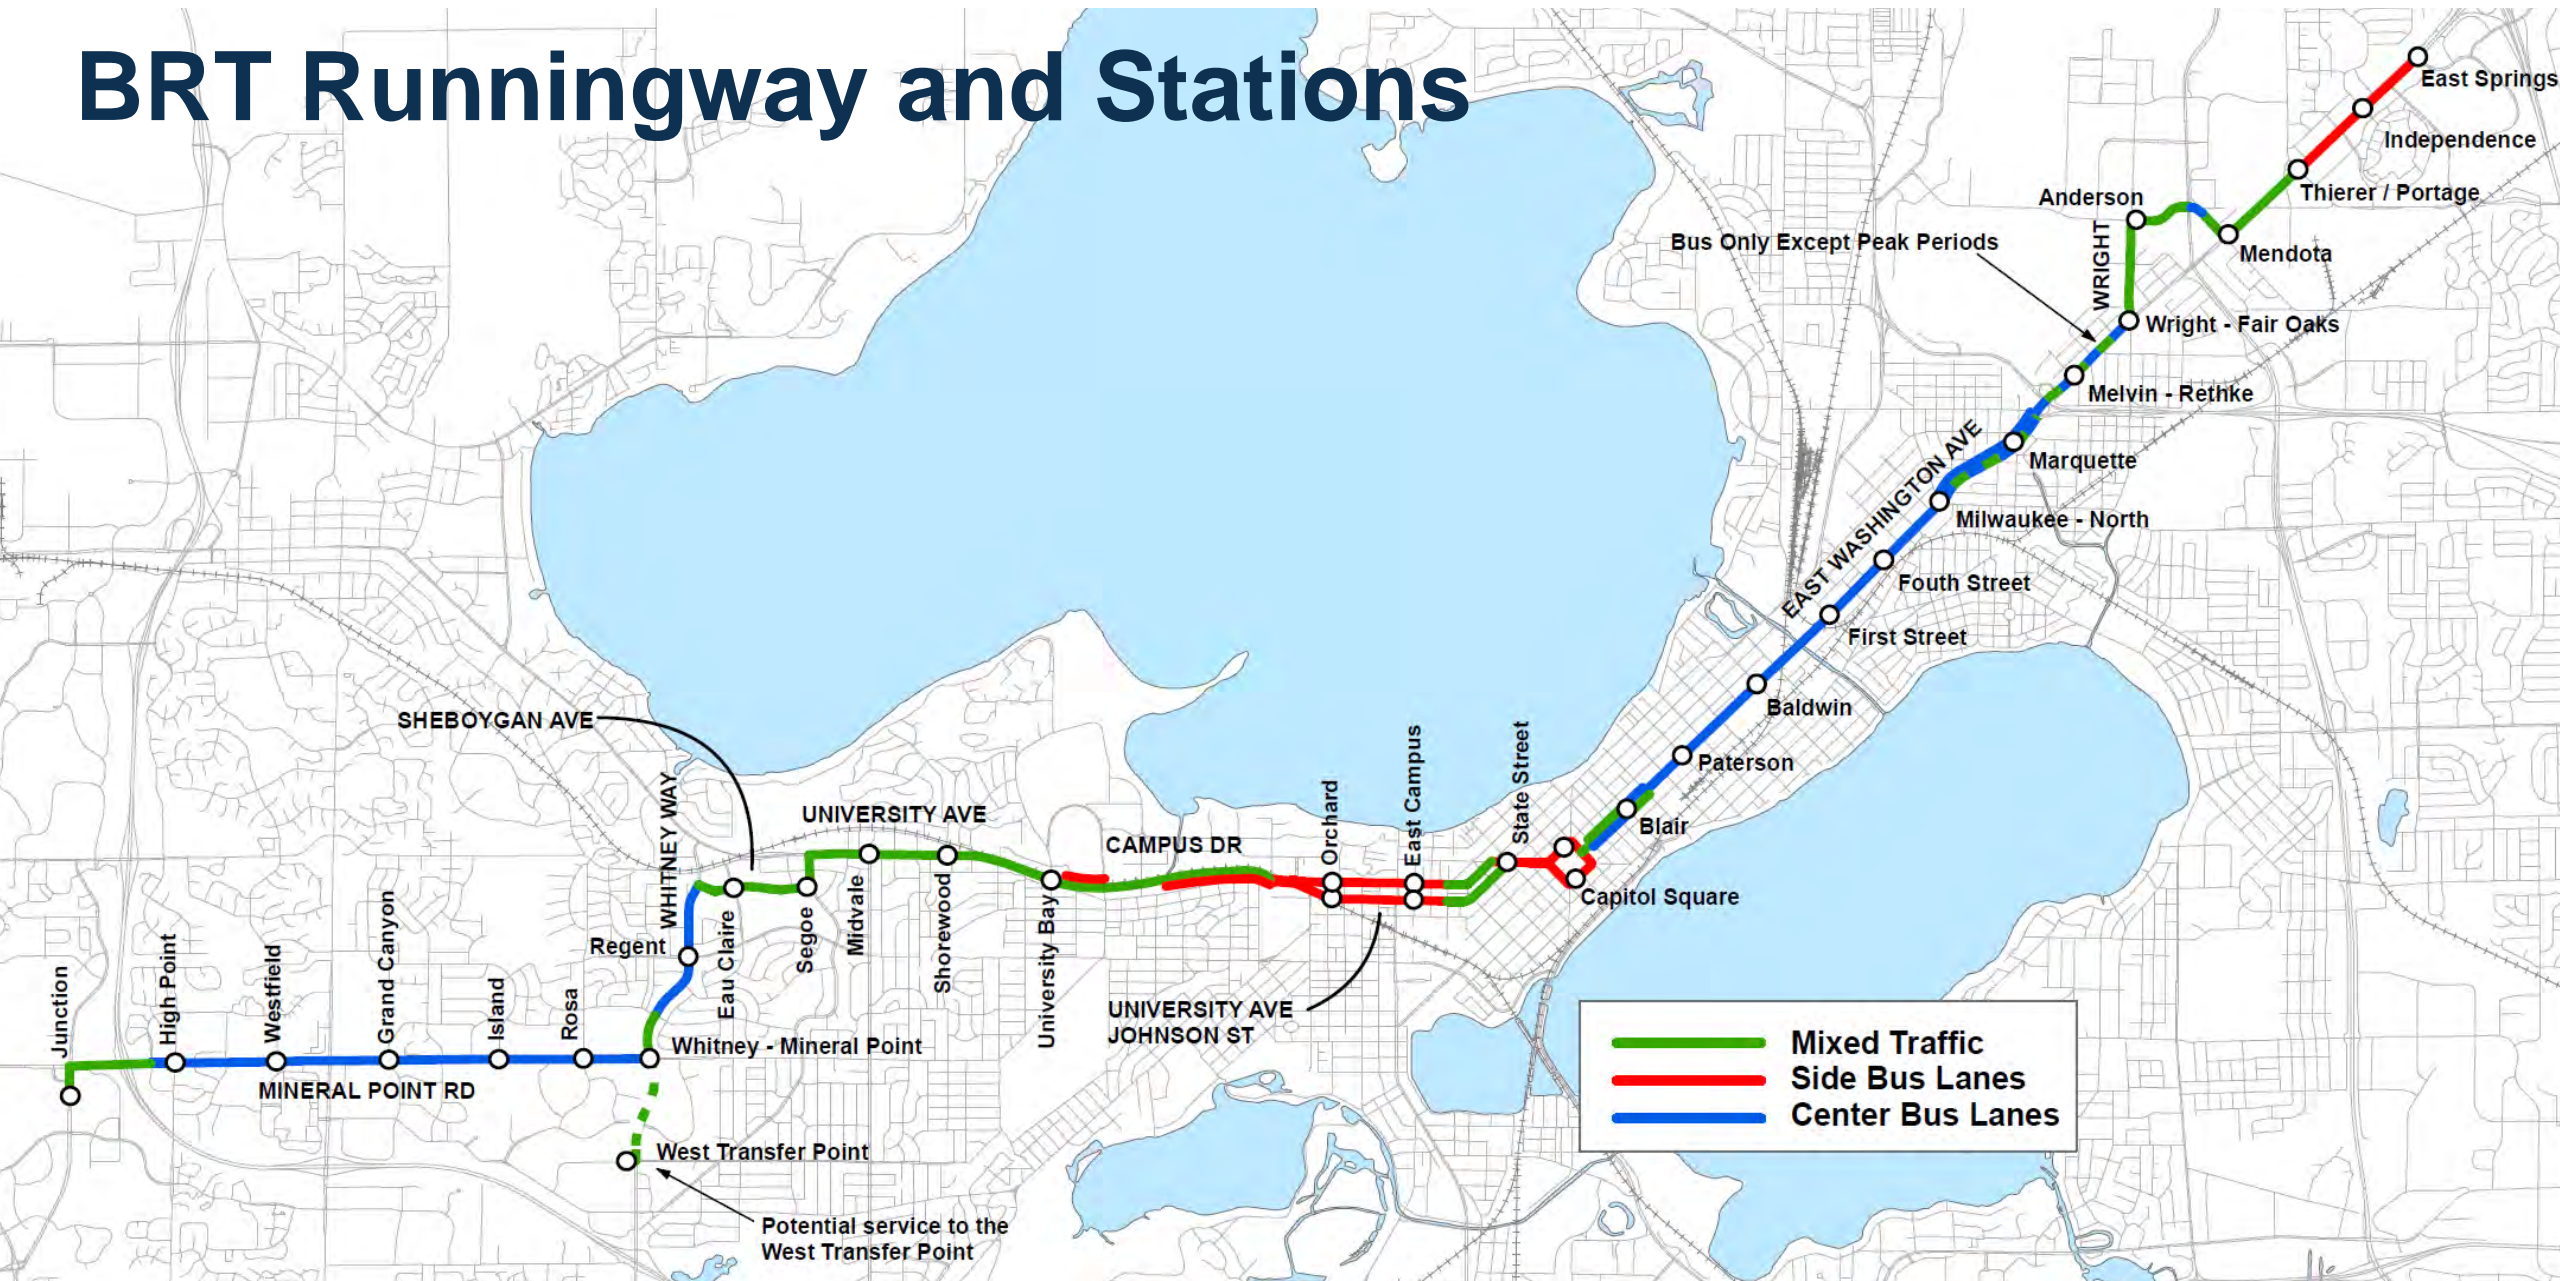 BRT Runningway and Stations
East Springs
Independence
Thierer / Portage
Anderson
Mendota
Bus Only Except Peak Periods
WRIGHT
Wright - Fair Oaks
Melvin - Rethke
Marquette
EAST WASHINGTON AVE
Milwaukee - North
Fouth Street
First Street
Baldwin
Paterson
Blair
State Street
Capitol Square
East Campus
Orchard
CAMPUS DR
UNIVERSITY AVE
SHEBOYGAN AVE
WHITNEY WAY
Regent
Eau Claire
Segoe
Midvale
Shorewood
University Bay
UNIVERSITY AVE
JOHNSON ST
Junction
High Point
Westfield
Grand Canyon
Island
Rosa
Whitney - Mineral Point
MINERAL POINT RD
West Transfer Point
Potential service to the
West Transfer Point
Mixed Traffic
Side Bus Lanes
Center Bus Lanes